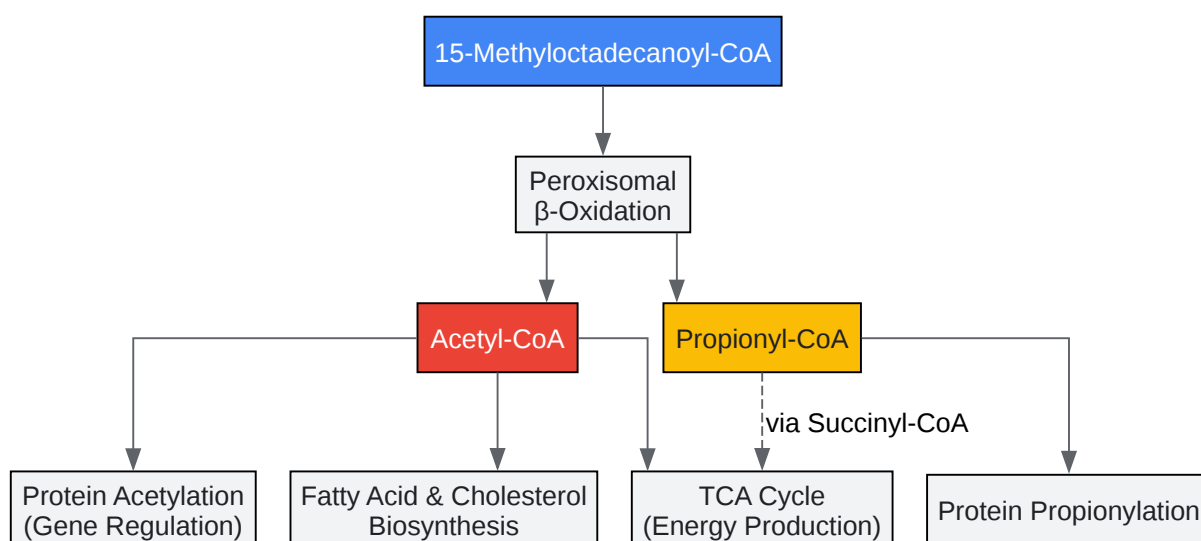 15-Methyloctadecanoyl-CoA
Peroxisomal
β-Oxidation
Acetyl-CoA
Propionyl-CoA
via Succinyl-CoA
Protein Acetylation
(Gene Regulation)
Fatty Acid & Cholesterol
Biosynthesis
TCA Cycle
(Energy Production)
Protein Propionylation